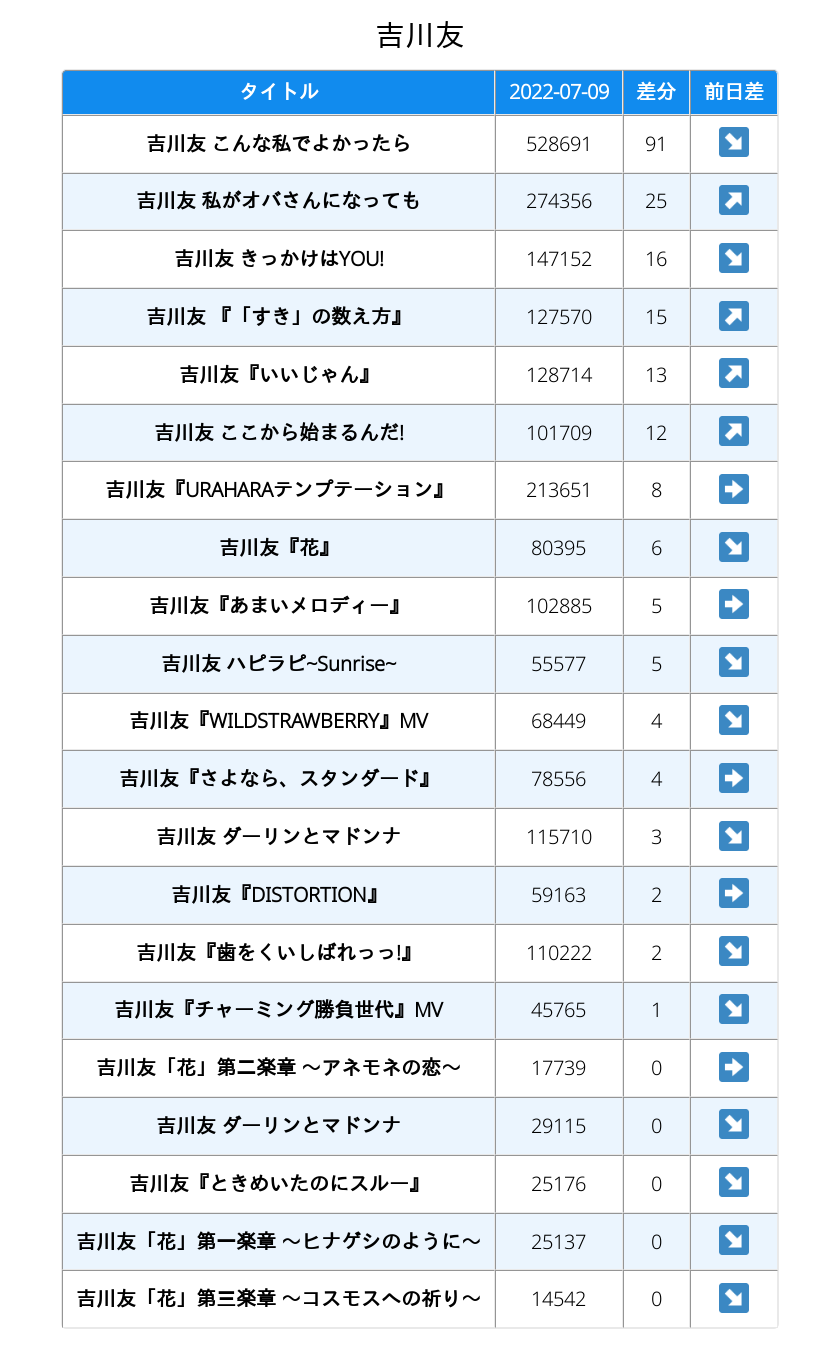 吉川友
タイトル 2022-07-09 差分 前日差
吉川友 こんな私でよかったら 528691 91 ↘
吉川友 私がオバさんになっても 274356 25 ↗
吉川友 きっかけはYOU! 147152 16 ↘
吉川友 『「すき」の数え方』 127570 15 ↗
吉川友『いいじゃん』 128714 13 ↗
吉川友 ここから始まるんだ! 101709 12 ↗
吉川友『URAHARAテンプテーション』 213651 8 ➡
吉川友『花』 80395 6 ↘
吉川友『あまいメロディー』 102885 5 ➡
吉川友 ハピラピ~Sunrise~ 55577 5 ↘
吉川友『WILDSTRAWBERRY』MV 68449 4 ↘
吉川友『さよなら、スタンダード』 78556 4 ➡
吉川友 ダーリンとマドンナ 115710 3 ↘
吉川友『DISTORTION』 59163 2 ➡
吉川友『歯をくいしばれっっ!』 110222 2 ↘
吉川友『チャーミング勝負世代』MV 45765 1 ↘
吉川友「花」第二楽章 〜アネモネの恋〜 17739 0 ➡
吉川友 ダーリンとマドンナ 29115 0 ↘
吉川友『ときめいたのにスルー』 25176 0 ↘
吉川友「花」第一楽章 〜ヒナゲシのように〜 25137 0 ↘
吉川友「花」第三楽章 〜コスモスへの祈り〜 14542 0 ↘